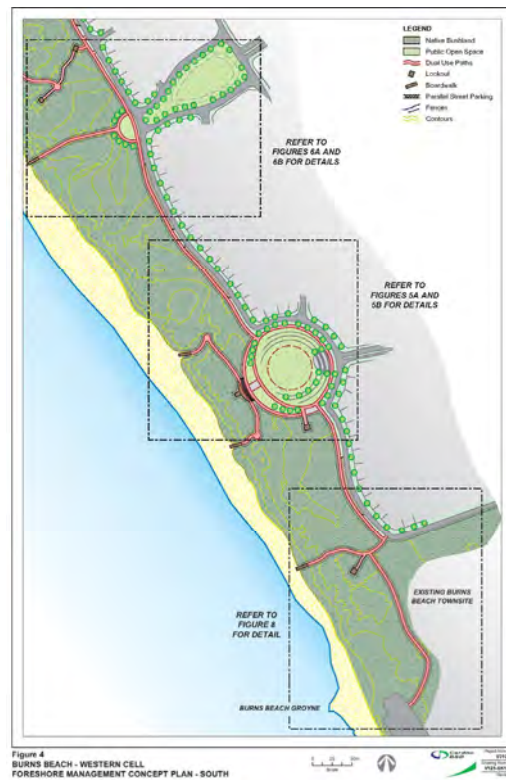 LEGEND
Native Bushland
Public Open Space
Dual Use Paths
Lookout
Boardwalk
Parallel Street Parking
Fences
Contours
REFER TO
FIGURES 6A AND
6B FOR DETAILS
REFER TO
FIGURES 5A AND
5B FOR DETAILS
EXISTING BURNS
BEACH TOWNSITE
REFER TO
FIGURE 8
FOR DETAIL
BURNS BEACH GROYNE
Figure 4
BURNS BEACH - WESTERN CELL
FORESHORE MANAGEMENT CONCEPT PLAN - SOUTH